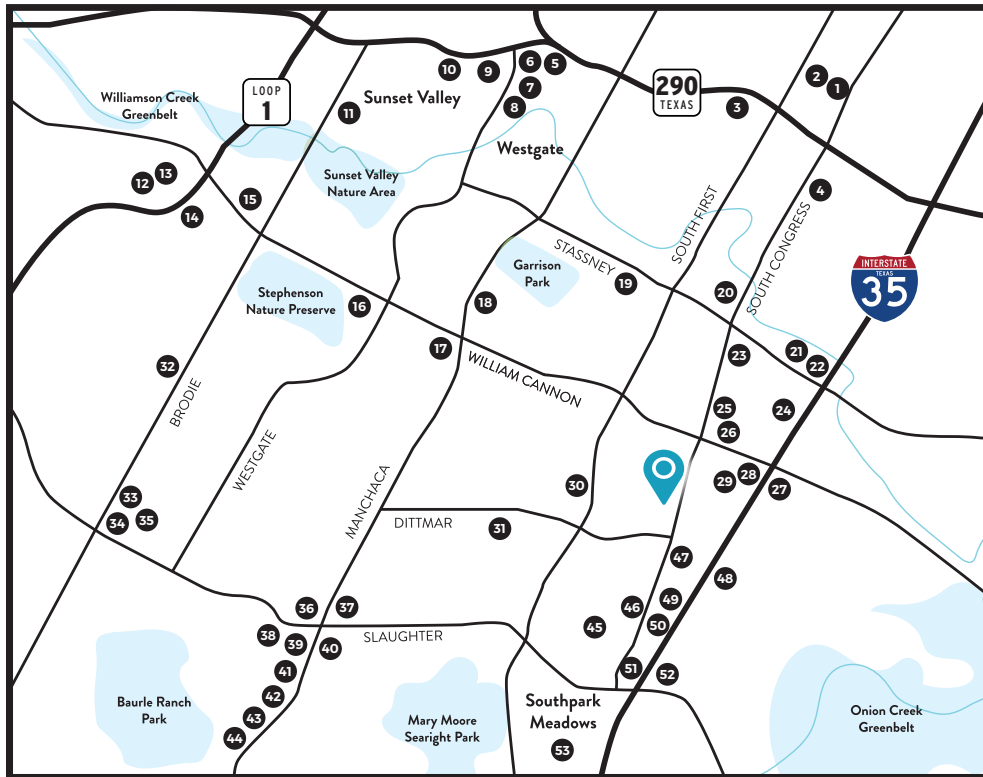 10
9
6
5
7
8
LOOP
1
Williamson Creek
Greenbelt
Sunset Valley
11
290
TEXAS
2
1
3
Westgate
12
13
14
15
Sunset Valley
Nature Area
4
SOUTH FIRST
SOUTH CONGRESS
STASSNEY
Garrison
Park
19
20
INTERSTATE
TEXAS
35
Stephenson
Nature Preserve
16
18
17
WILLIAM CANNON
23
21
22
32
BRODIE
WESTGATE
MANCHACA
25
24
26
30
29
28
27
33
34
35
DITTMAR
31
47
48
36
37
46
49
45
50
38
39
40
SLAUGHTER
41
42
43
44
51
52
Baurle Ranch
Park
Mary Moore
Searight Park
Southpark
Meadows
53
Onion Creek
Greenbelt